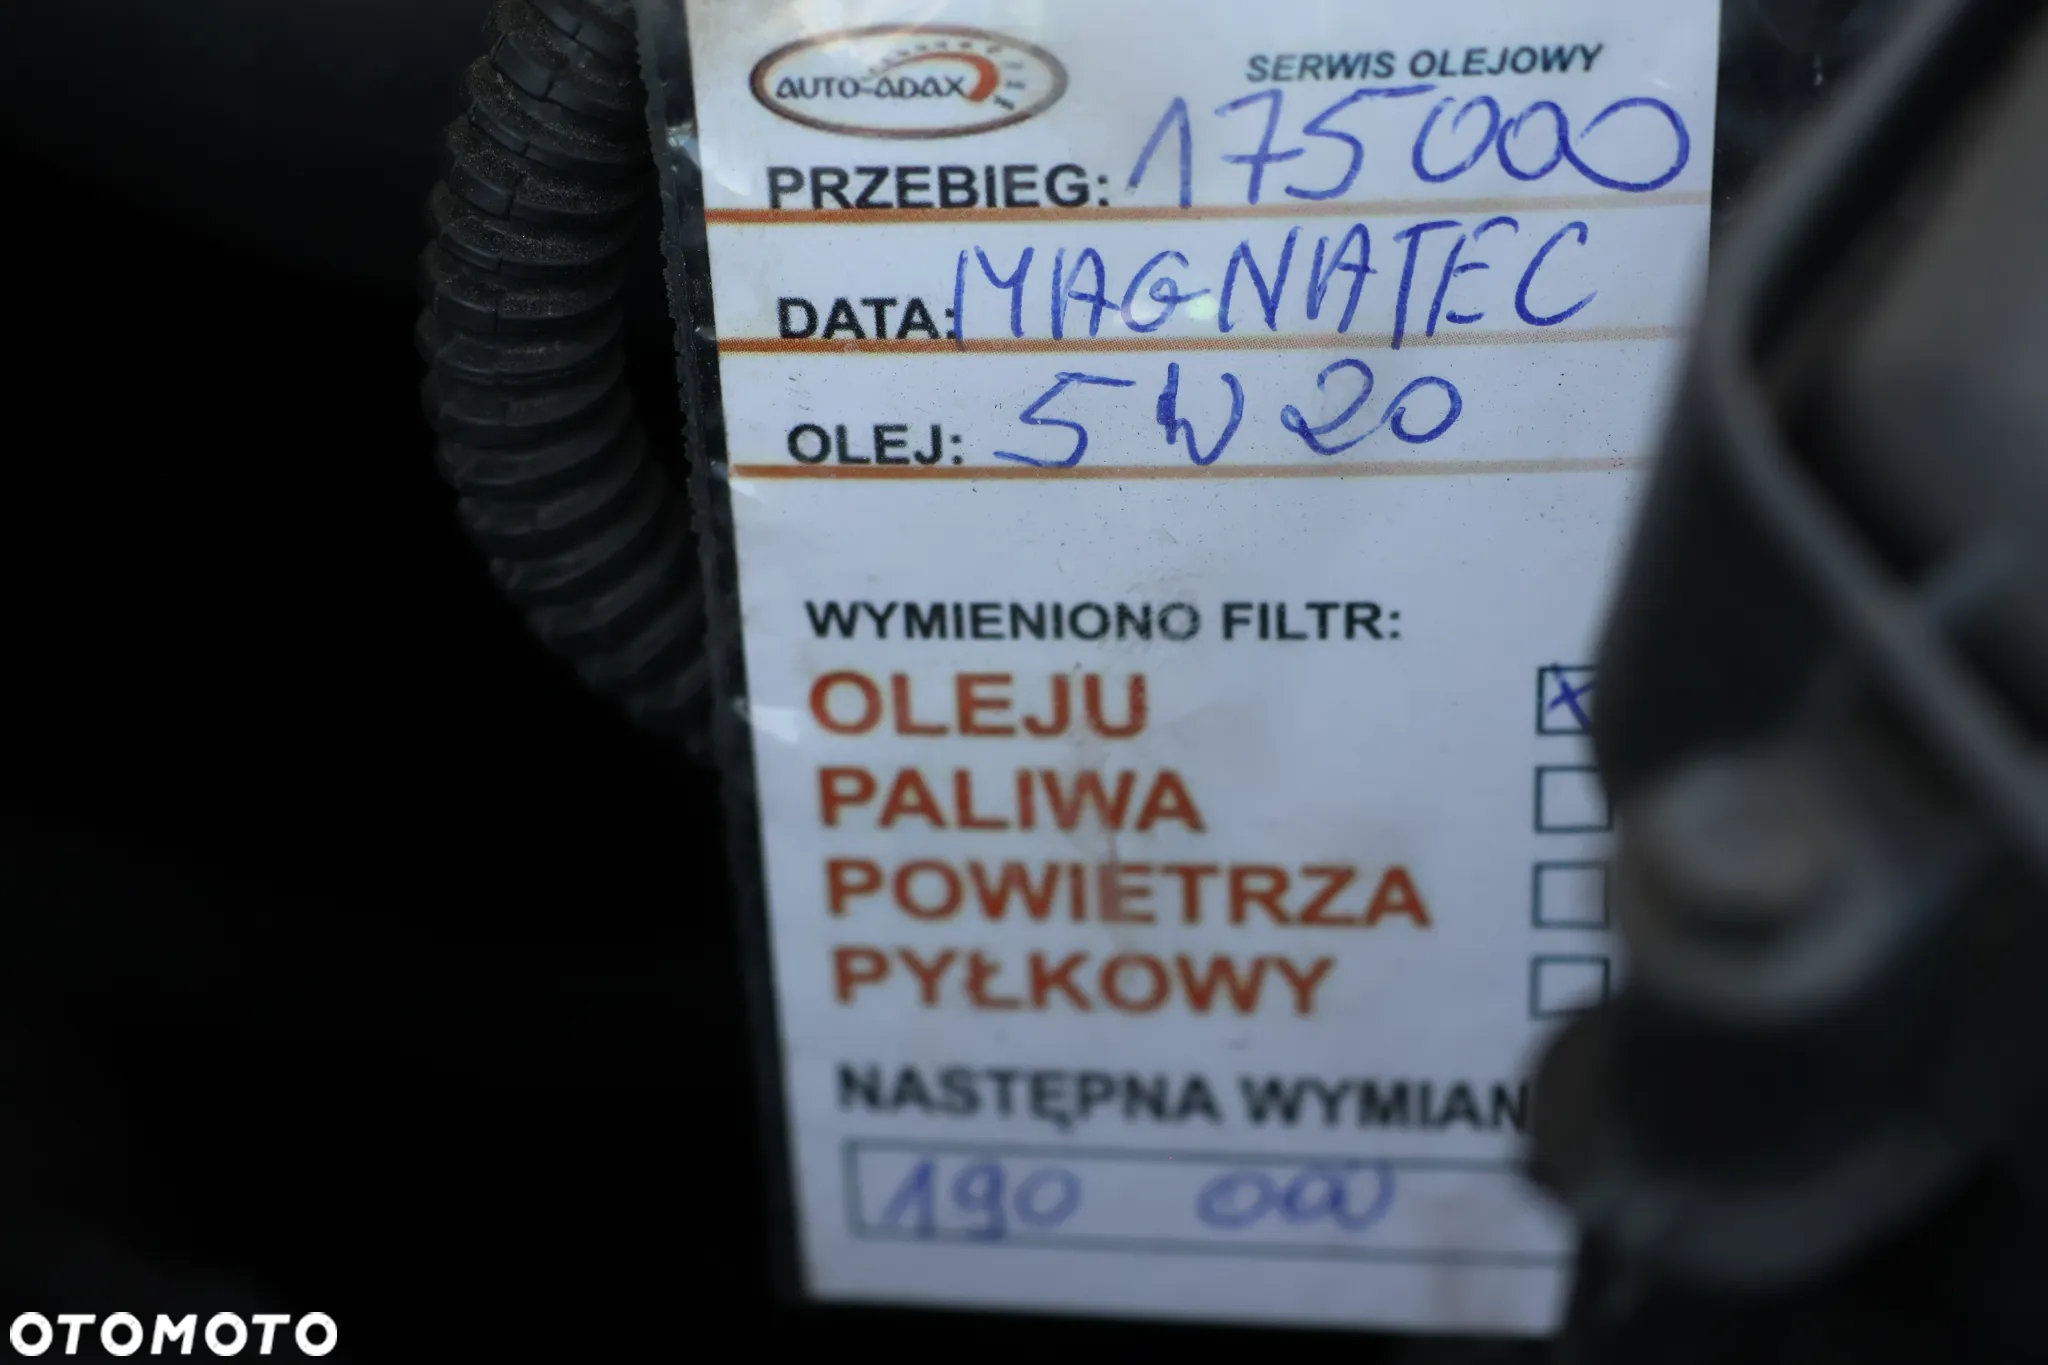 AUTO-ADAX
SERWIS OLEJOWY
PRZEBIEG: 175000
DATA: MAGNATEC
OLEJ: 5W20
WYMIENIONO FILTR:
OLEJU
PALIWA
POWIETRZA
PYŁKOWY
NASTĘPNA WYMIAN
190 000
OTOMOTO